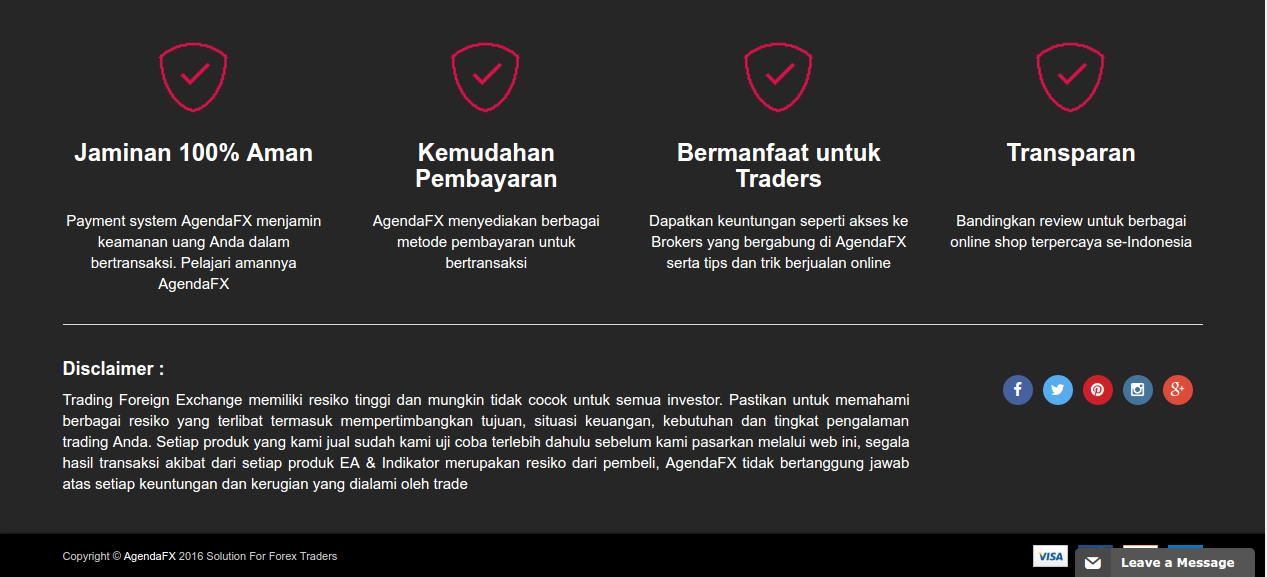 Jaminan 100% Aman
Payment system AgendaFX menjamin
keamanan uang Anda dalam
bertransaksi. Pelajari amannya
AgendaFX
Kemudahan
Pembayaran
AgendaFX menyediakan berbagai
metode pembayaran untuk
bertransaksi
Bermanfaat untuk
Traders
Dapatkan keuntungan seperti akses ke
Brokers yang bergabung di AgendaFX
serta tips dan trik berjualan online
Transparan
Bandingkan review untuk berbagai
online shop terpercaya se-Indonesia
Disclaimer :
Trading Foreign Exchange memiliki resiko tinggi dan mungkin tidak cocok untuk semua investor. Pastikan untuk memahami
berbagai resiko yang terlibat termasuk mempertimbangkan tujuan, situasi keuangan, kebutuhan dan tingkat pengalaman
trading Anda. Setiap produk yang kami jual sudah kami uji coba terlebih dahulu sebelum kami pasarkan melalui web ini, segala
hasil transaksi akibat dari setiap produk EA & Indikator merupakan resiko dari pembeli, AgendaFX tidak bertanggung jawab
atas setiap keuntungan dan kerugian yang dialami oleh trade
Copyright © AgendaFX 2016 Solution For Forex Traders
VISA
Leave a Message